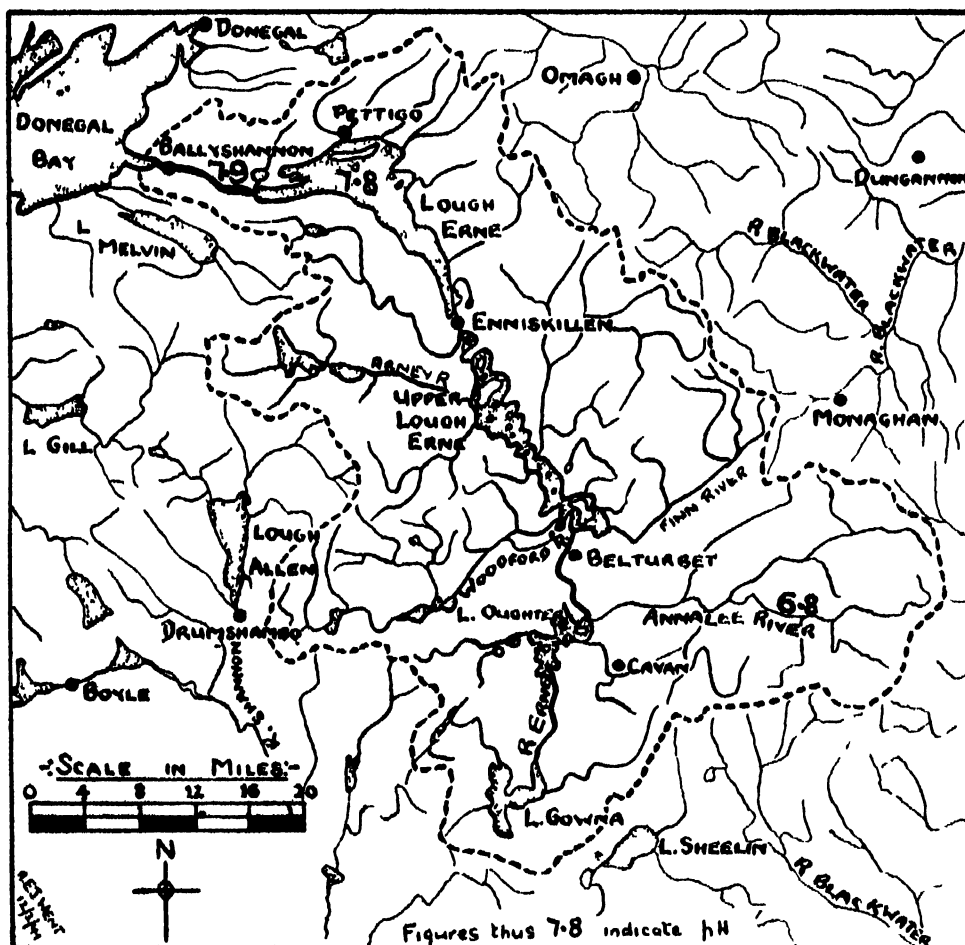 DONEGAL
OMAGH
DONEGAL
BAY
PETTIGO
BALLYSHANNON
7.9
7.8
DUNGANNON
LOUGH
ERNE
L
MELVIN
R BLACKWATER
R. BLACKWATER
ENNISKILLEN
ARNEY R
UPPER
LOUGH
ERNE
MONAGHAN
L GILL
FINN RIVER
LOUGH
ALLEN
WOODFORD R
BELTURBET
L. OUGHTER
6.8
ANNALEE RIVER
DRUMSHAMBO
CAVAN
BOYLE
R. SHANNON
R ERNE
SCALE IN MILES
0 4 8 12 16 20
L. GOWNA
L. SHEELIN
N
R BLACKWATER
Figures thus 7.8 indicate pH